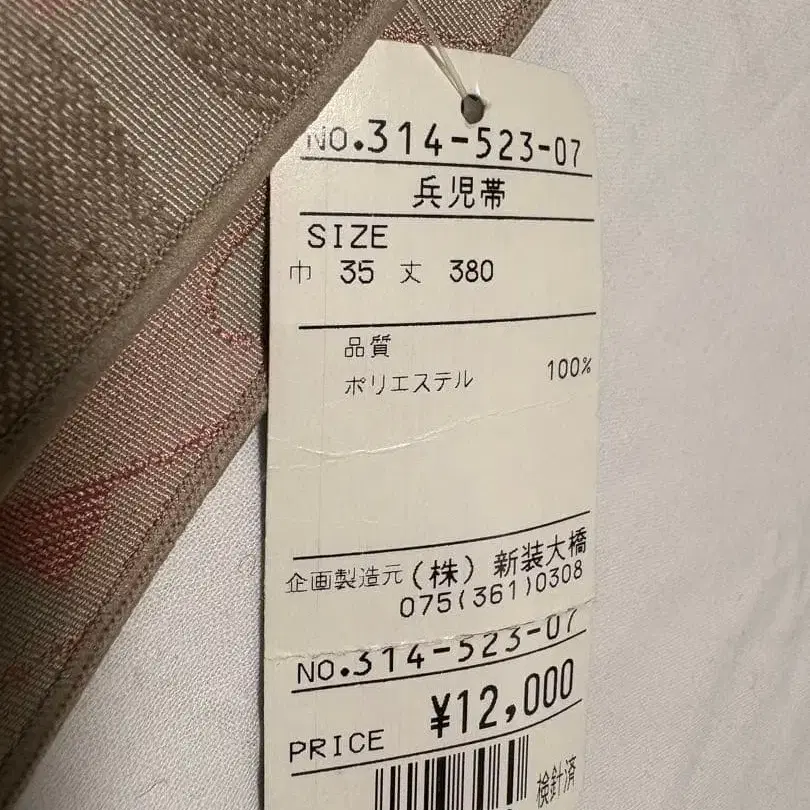 NO.314-523-07
兵児帯
SIZE
巾 35 丈 380
品質
ポリエステル 100%
企画製造元 (株) 新装大橋
075(361)0308
NO.314-523-07
¥12,000
PRICE
検針済